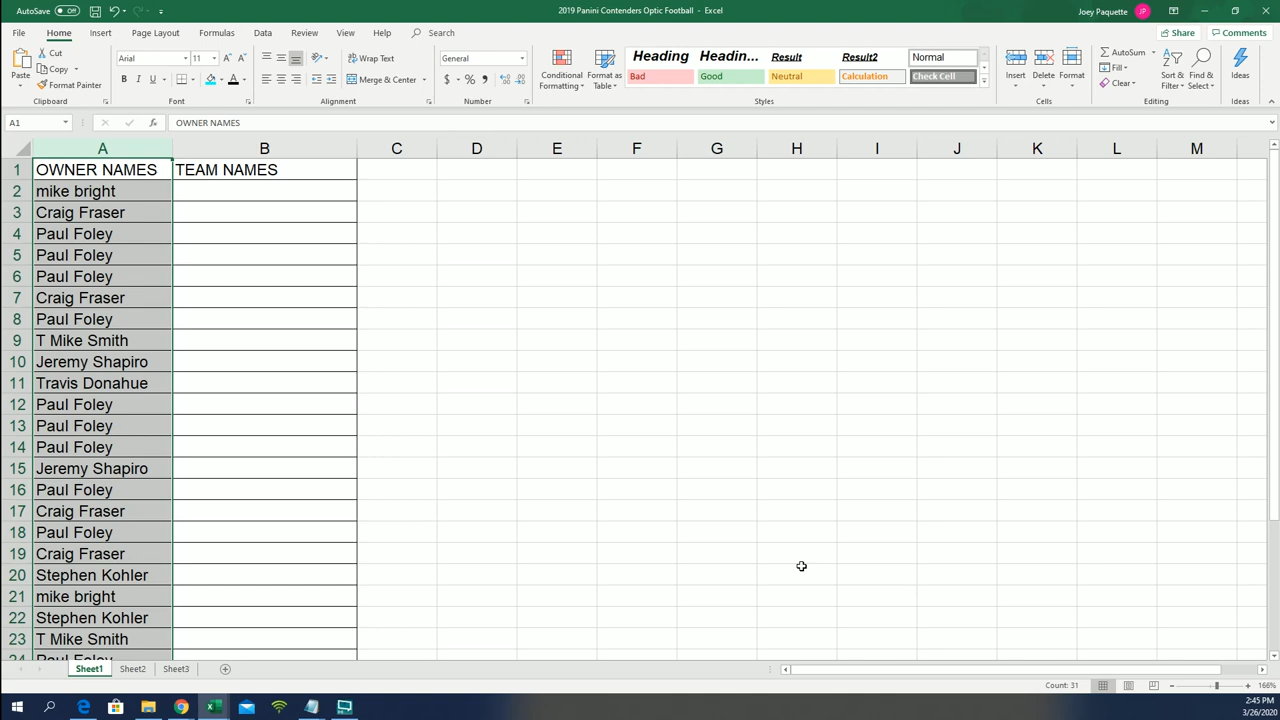 AutoSave Off 2019 Panini Contenders Optic Football - Excel Joey Paquette JP
File Home Insert Page Layout Formulas Data Review View Help Search Share Comments
Paste Cut Copy Format Painter
Arial 11 B I U
Wrap Text Merge & Center
General $ % ,
Conditional Formatting Format as Table
Heading Headin... Result Result2 Normal
Bad Good Neutral Calculation Check Cell
Insert Delete Format
AutoSum Fill Clear Sort & Filter Find & Select Ideas
Clipboard Font Alignment Number Styles Cells Editing Ideas
A1 fx OWNER NAMES
A B C D E F G H I J K L M
1 OWNER NAMES TEAM NAMES
2 mike bright
3 Craig Fraser
4 Paul Foley
5 Paul Foley
6 Paul Foley
7 Craig Fraser
8 Paul Foley
9 T Mike Smith
10 Jeremy Shapiro
11 Travis Donahue
12 Paul Foley
13 Paul Foley
14 Paul Foley
15 Jeremy Shapiro
16 Paul Foley
17 Craig Fraser
18 Paul Foley
19 Craig Fraser
20 Stephen Kohler
21 mike bright
22 Stephen Kohler
23 T Mike Smith
24 Paul Foley
Sheet1 Sheet2 Sheet3
Count: 31 166%
2:45 PM
3/26/2020